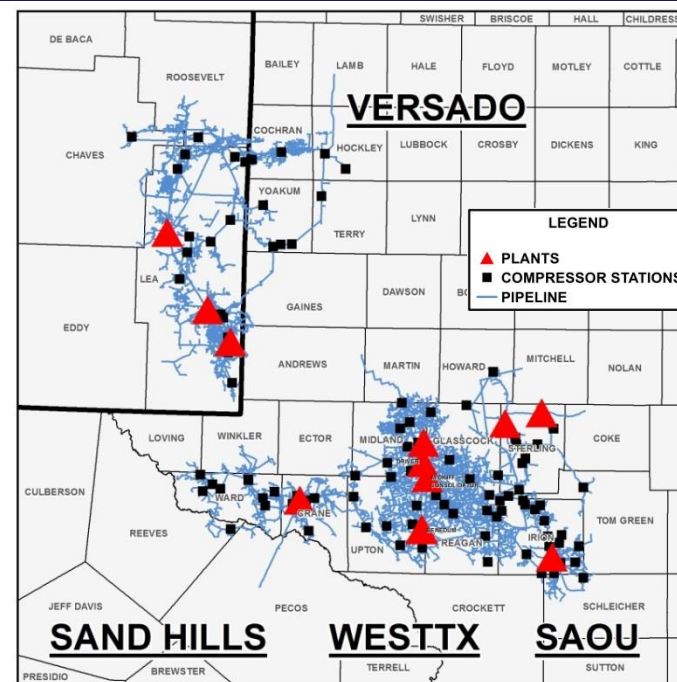 SWISHER BRISCOE HALL CHILDRESS
DE BACA
BAILEY LAMB HALE FLOYD MOTLEY COTTLE
ROOSEVELT
VERSADO
COCHRAN
CHAVES HOCKLEY LUBBOCK CROSBY DICKENS KING
YOAKUM
LYNN
TERRY
LEGEND
PLANTS
COMPRESSOR STATIONS
PIPELINE
LEA
DAWSON
GAINES
EDDY
ANDREWS MARTIN HOWARD MITCHELL NOLAN
LOVING WINKLER ECTOR MIDLAND GLASSCOCK STERLING COKE
CULBERSON WARD CRANE
REEVES UPTON REAGAN IRION TOM GREEN
JEFF DAVIS PECOS CROCKETT SCHLEICHER
SAND HILLS WESTTX SAOU
PRESIDIO BREWSTER TERRELL SUTTON